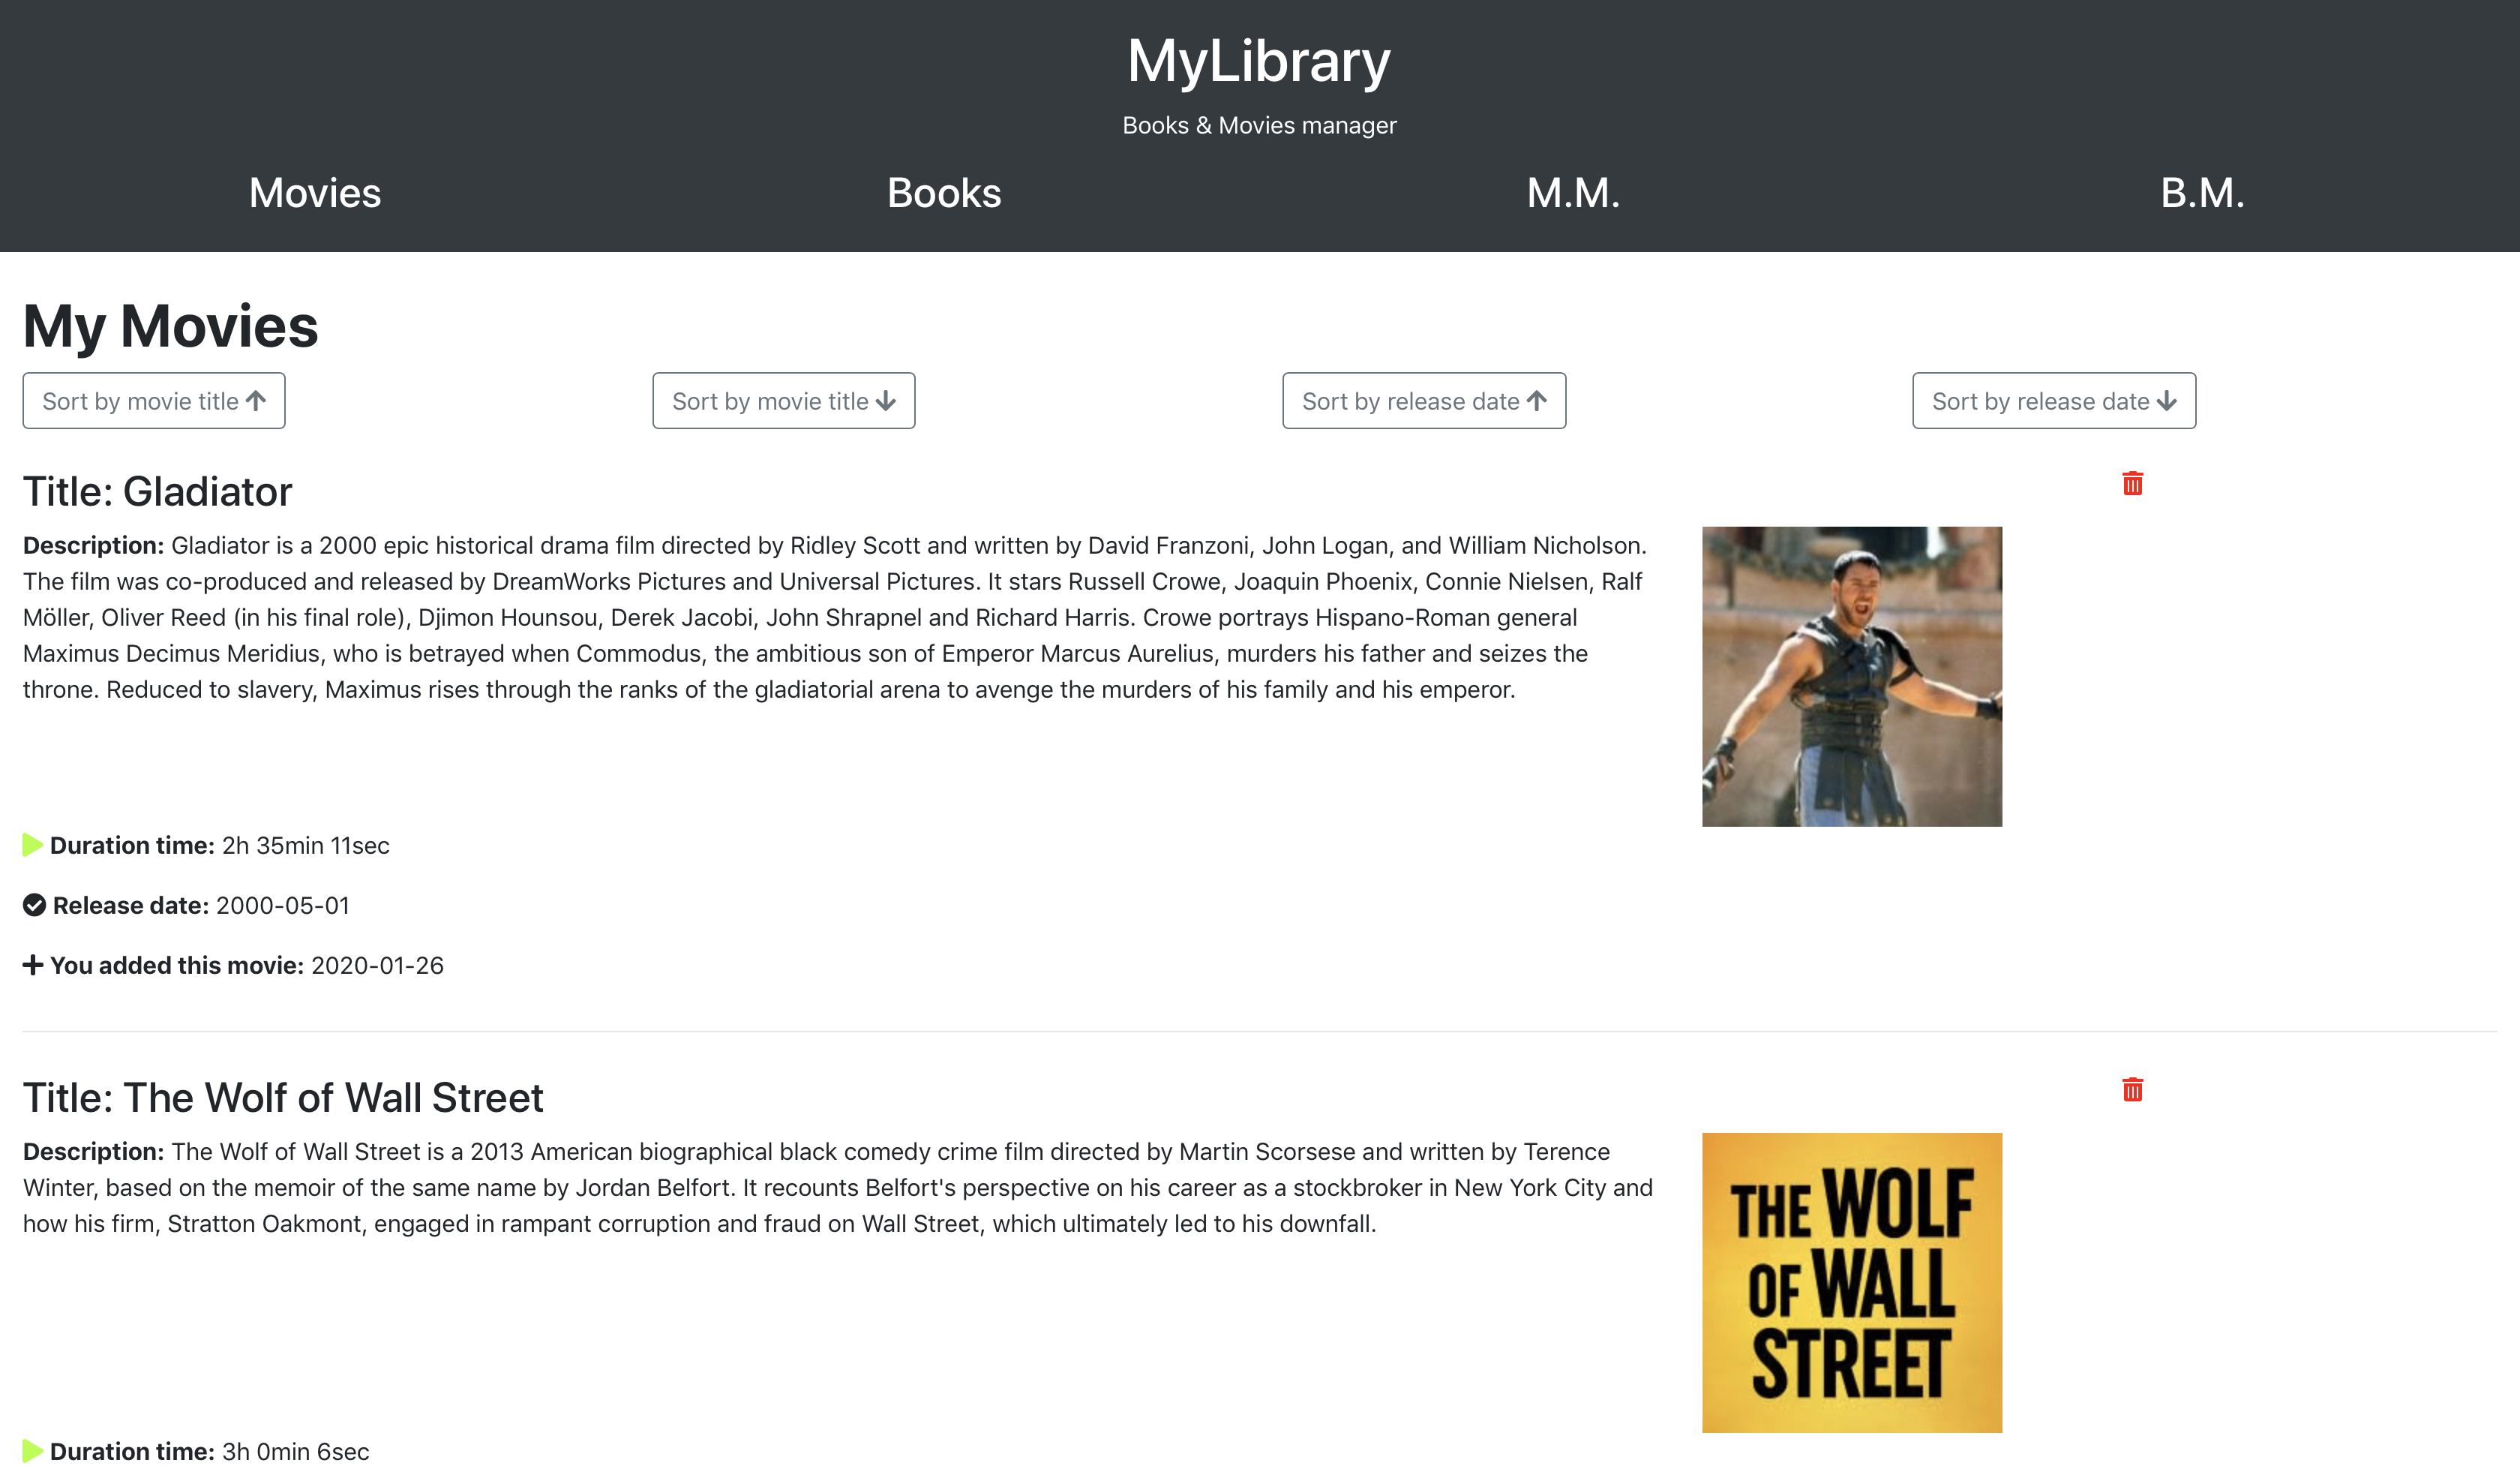 MyLibrary
Books & Movies manager
Movies
Books
M.M.
B.M.
My Movies
Sort by movie title
Sort by movie title
Sort by release date
Sort by release date
Title: Gladiator
Description: Gladiator is a 2000 epic historical drama film directed by Ridley Scott and written by David Franzoni, John Logan, and William Nicholson.
The film was co-produced and released by DreamWorks Pictures and Universal Pictures. It stars Russell Crowe, Joaquin Phoenix, Connie Nielsen, Ralf
Möller, Oliver Reed (in his final role), Djimon Hounsou, Derek Jacobi, John Shrapnel and Richard Harris. Crowe portrays Hispano-Roman general
Maximus Decimus Meridius, who is betrayed when Commodus, the ambitious son of Emperor Marcus Aurelius, murders his father and seizes the
throne. Reduced to slavery, Maximus rises through the ranks of the gladiatorial arena to avenge the murders of his family and his emperor.
Duration time: 2h 35min 11sec
Release date: 2000-05-01
You added this movie: 2020-01-26
Title: The Wolf of Wall Street
Description: The Wolf of Wall Street is a 2013 American biographical black comedy crime film directed by Martin Scorsese and written by Terence
Winter, based on the memoir of the same name by Jordan Belfort. It recounts Belfort's perspective on his career as a stockbroker in New York City and
how his firm, Stratton Oakmont, engaged in rampant corruption and fraud on Wall Street, which ultimately led to his downfall.
THE WOLF
OF WALL
STREET
Duration time: 3h 0min 6sec